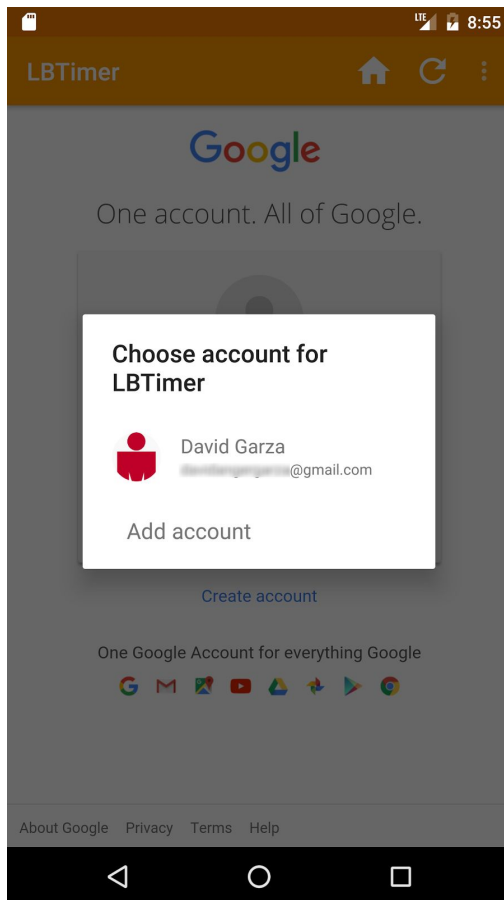 LTE 8:55
LBTimer
Google
One account. All of Google.
Choose account for
LBTimer
David Garza
@gmail.com
Add account
Create account
One Google Account for everything Google
About Google Privacy Terms Help